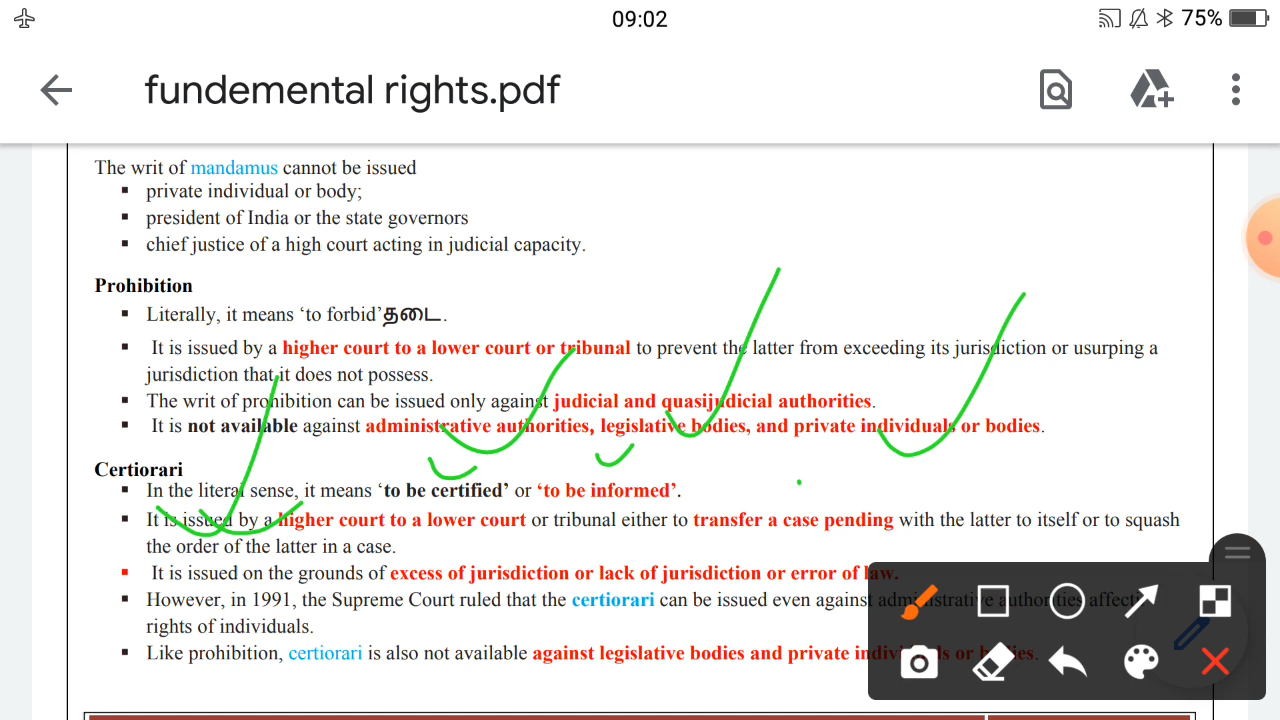 09:02
75%
fundemental rights.pdf
The writ of mandamus cannot be issued
▪ private individual or body;
▪ president of India or the state governors
▪ chief justice of a high court acting in judicial capacity.
Prohibition
▪ Literally, it means ‘to forbid’தடை.
▪ It is issued by a higher court to a lower court or tribunal to prevent the latter from exceeding its jurisdiction or usurping a
jurisdiction that it does not possess.
▪ The writ of prohibition can be issued only against judicial and quasijudicial authorities.
▪ It is not available against administrative authorities, legislative bodies, and private individuals or bodies.
Certiorari
▪ In the literal sense, it means ‘to be certified’ or ‘to be informed’.
▪ It is issued by a higher court to a lower court or tribunal either to transfer a case pending with the latter to itself or to squash
the order of the latter in a case.
▪ It is issued on the grounds of excess of jurisdiction or lack of jurisdiction or error of law.
▪ However, in 1991, the Supreme Court ruled that the certiorari can be issued even against administrative authorities
rights of individuals.
▪ Like prohibition, certiorari is also not available against legislative bodies and private individuals or bodies.